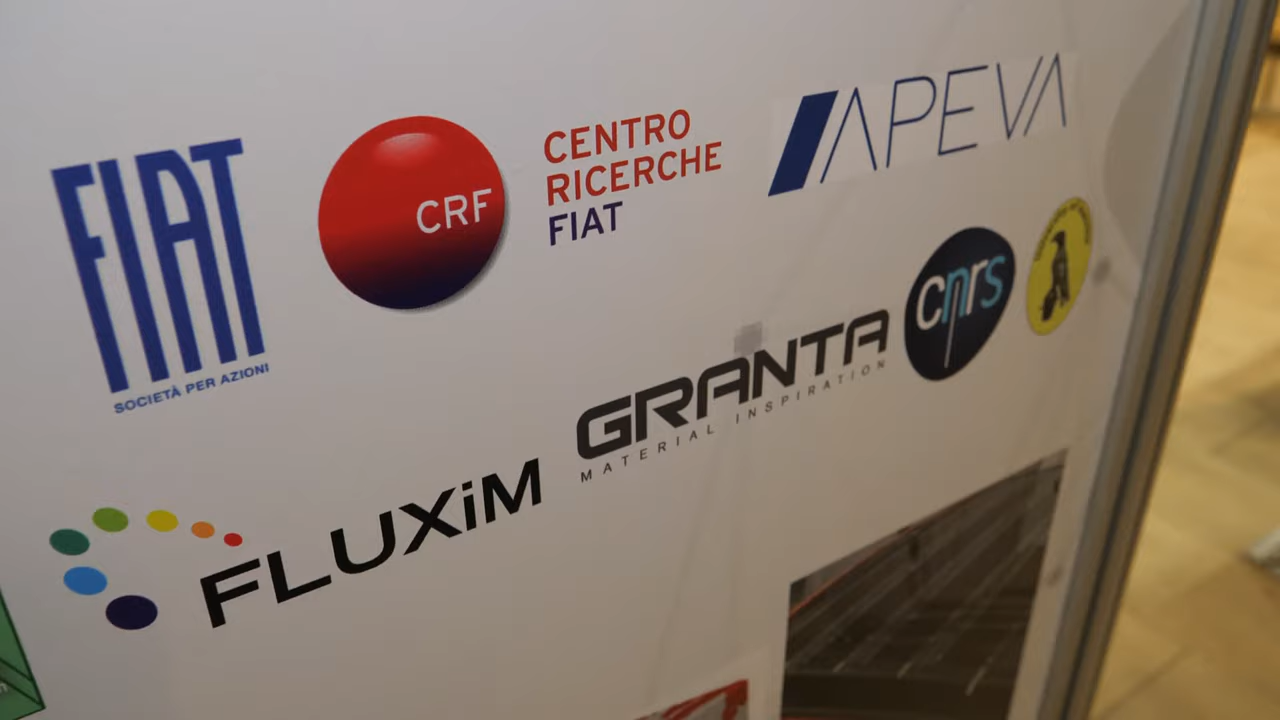 FIAT
SOCIETÀ PER AZIONI
CRF
CENTRO
RICERCHE
FIAT
APEVA
FLUXiM
GRANTA
MATERIAL INSPIRATION
cnrs